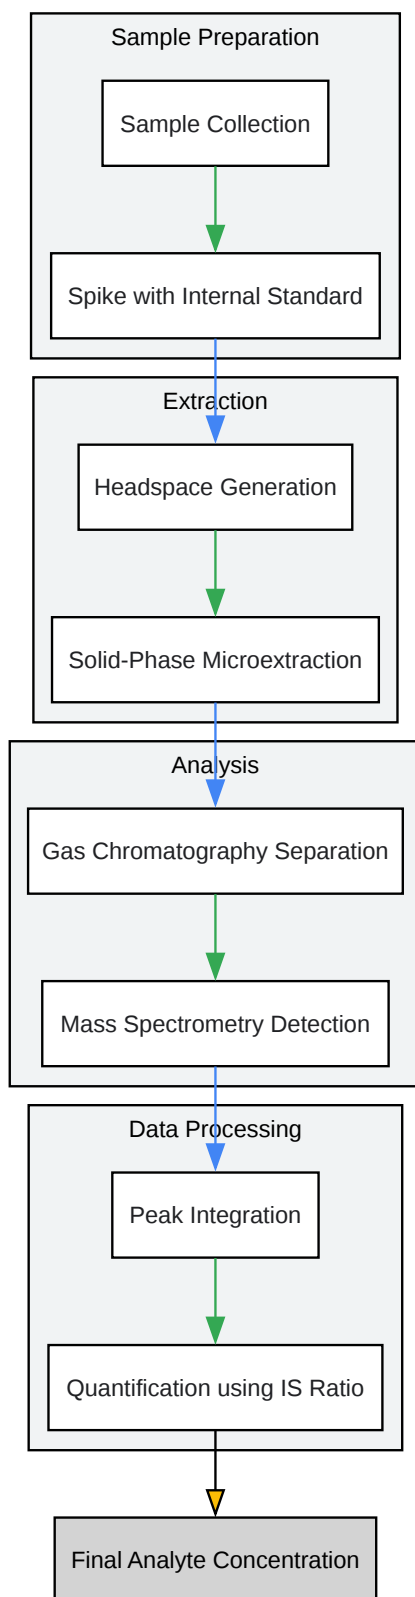 Sample Preparation
Sample Collection
Spike with Internal Standard
Extraction
Headspace Generation
Solid-Phase Microextraction
Analysis
Gas Chromatography Separation
Mass Spectrometry Detection
Data Processing
Peak Integration
Quantification using IS Ratio
Final Analyte Concentration